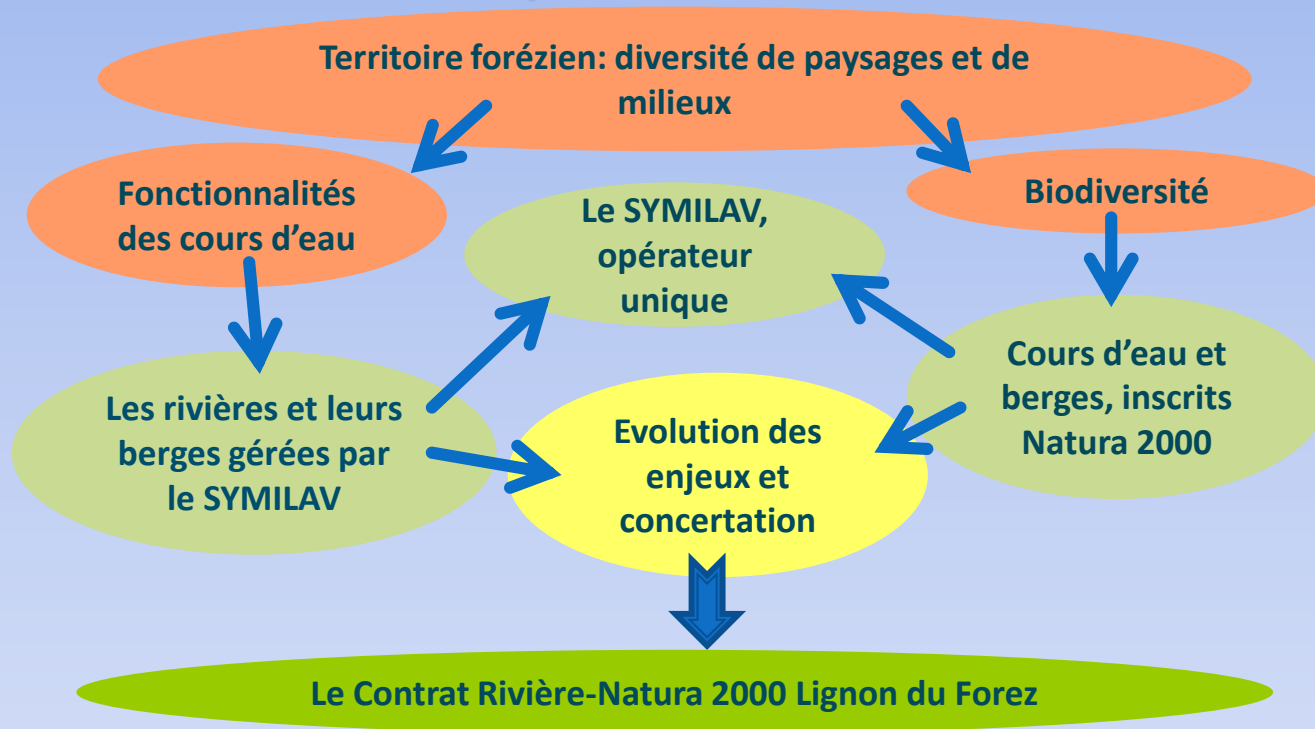 Territoire forézien: diversité de paysages et de
milieux
Fonctionnalités
des cours d’eau
Biodiversité
Le SYMILAV,
opérateur
unique
Les rivières et leurs
berges gérées par
le SYMILAV
Cours d’eau et
berges, inscrits
Natura 2000
Evolution des
enjeux et
concertation
Le Contrat Rivière-Natura 2000 Lignon du Forez